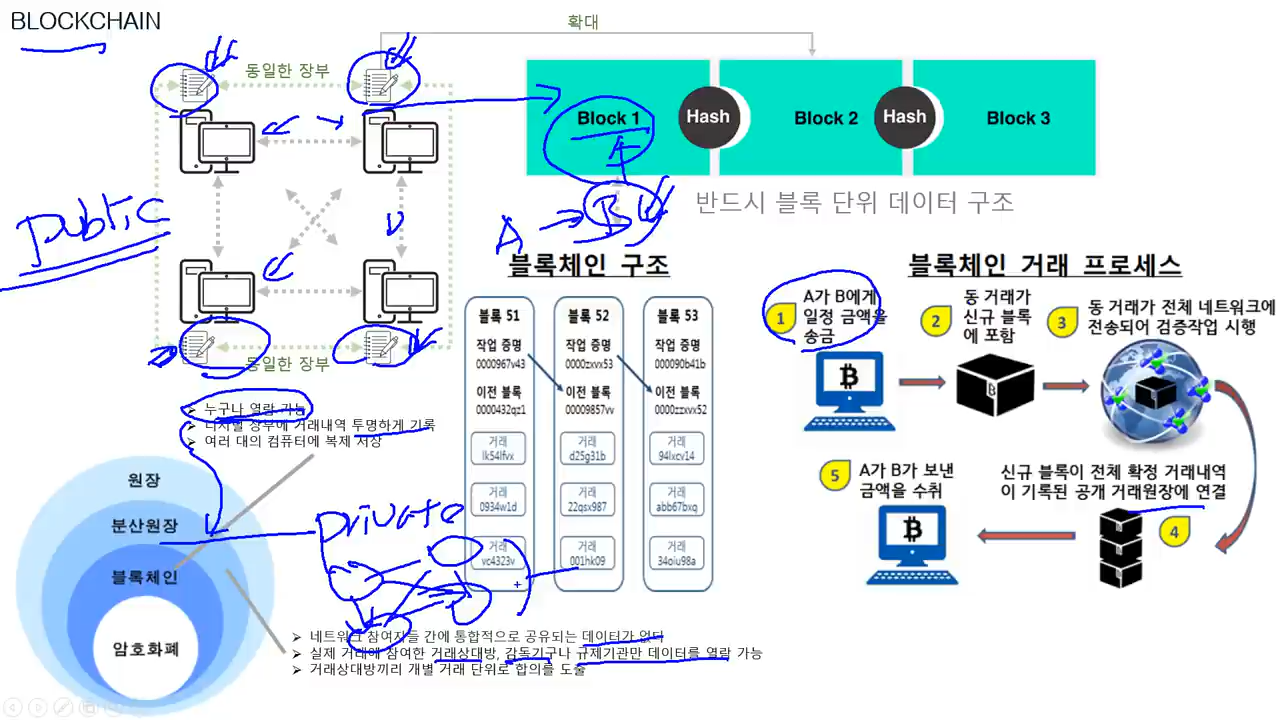 BLOCKCHAIN
확대
동일한 장부
Block 1
Hash
Block 2
Hash
Block 3
public
A
B
반드시 블록 단위 데이터 구조
동일한 장부
블록체인 구조
블록 51
작업 증명
0000967v43
이전 블록
0000432qz1
거래
lk54lfvx
거래
0934w1d
거래
vc4323v
블록 52
작업 증명
0000zxvx53
이전 블록
00009857vv
거래
d25g31b
거래
22qsx987
거래
001hk09
블록 53
작업 증명
000090b41b
이전 블록
0000zzxvx52
거래
94lxcv14
거래
abb67bxq
거래
34oiu98a
블록체인 거래 프로세스
1
A가 B에게
일정 금액을
송금
2
동 거래가
신규 블록
에 포함
3
동 거래가 전체 네트워크에
전송되어 검증작업 시행
5
A가 B가 보낸
금액을 수취
신규 블록이 전체 확정 거래내역
이 기록된 공개 거래원장에 연결
4
누구나 열람 가능
디지털 장부에 거래내역 투명하게 기록
여러 대의 컴퓨터에 복제 저장
원장
분산원장
블록체인
암호화폐
private
네트워크 참여자들 간에 통합적으로 공유되는 데이터가 없다
실제 거래에 참여한 거래상대방, 감독기구나 규제기관만 데이터를 열람 가능
거래상대방끼리 개별 거래 단위로 합의를 도출